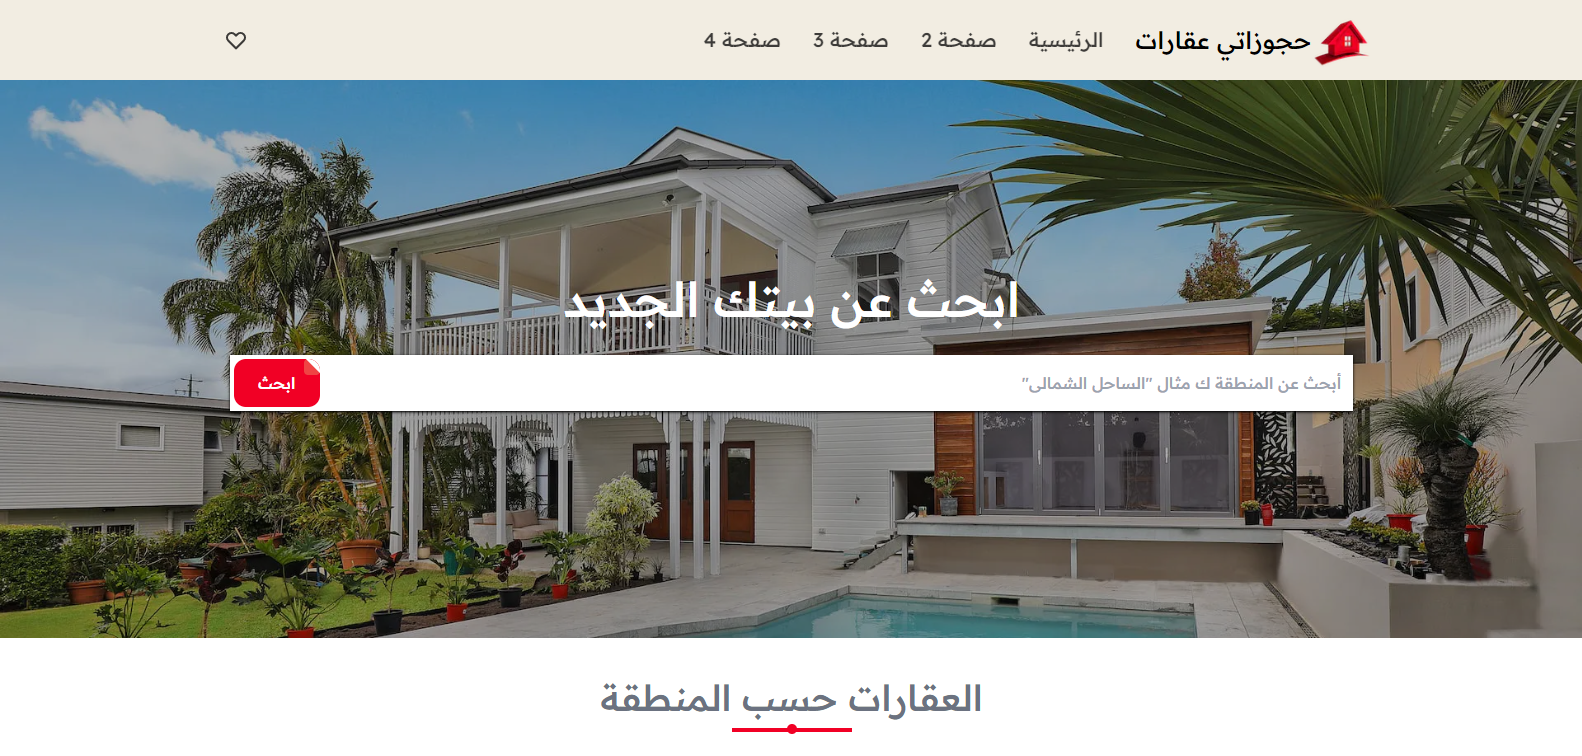 حجوزاتي عقارات
الرئيسية
صفحة 2
صفحة 3
صفحة 4
ابحث عن بيتك الجديد
أبحث عن المنطقة ك مثال "الساحل الشمالى"
ابحث
العقارات حسب المنطقة